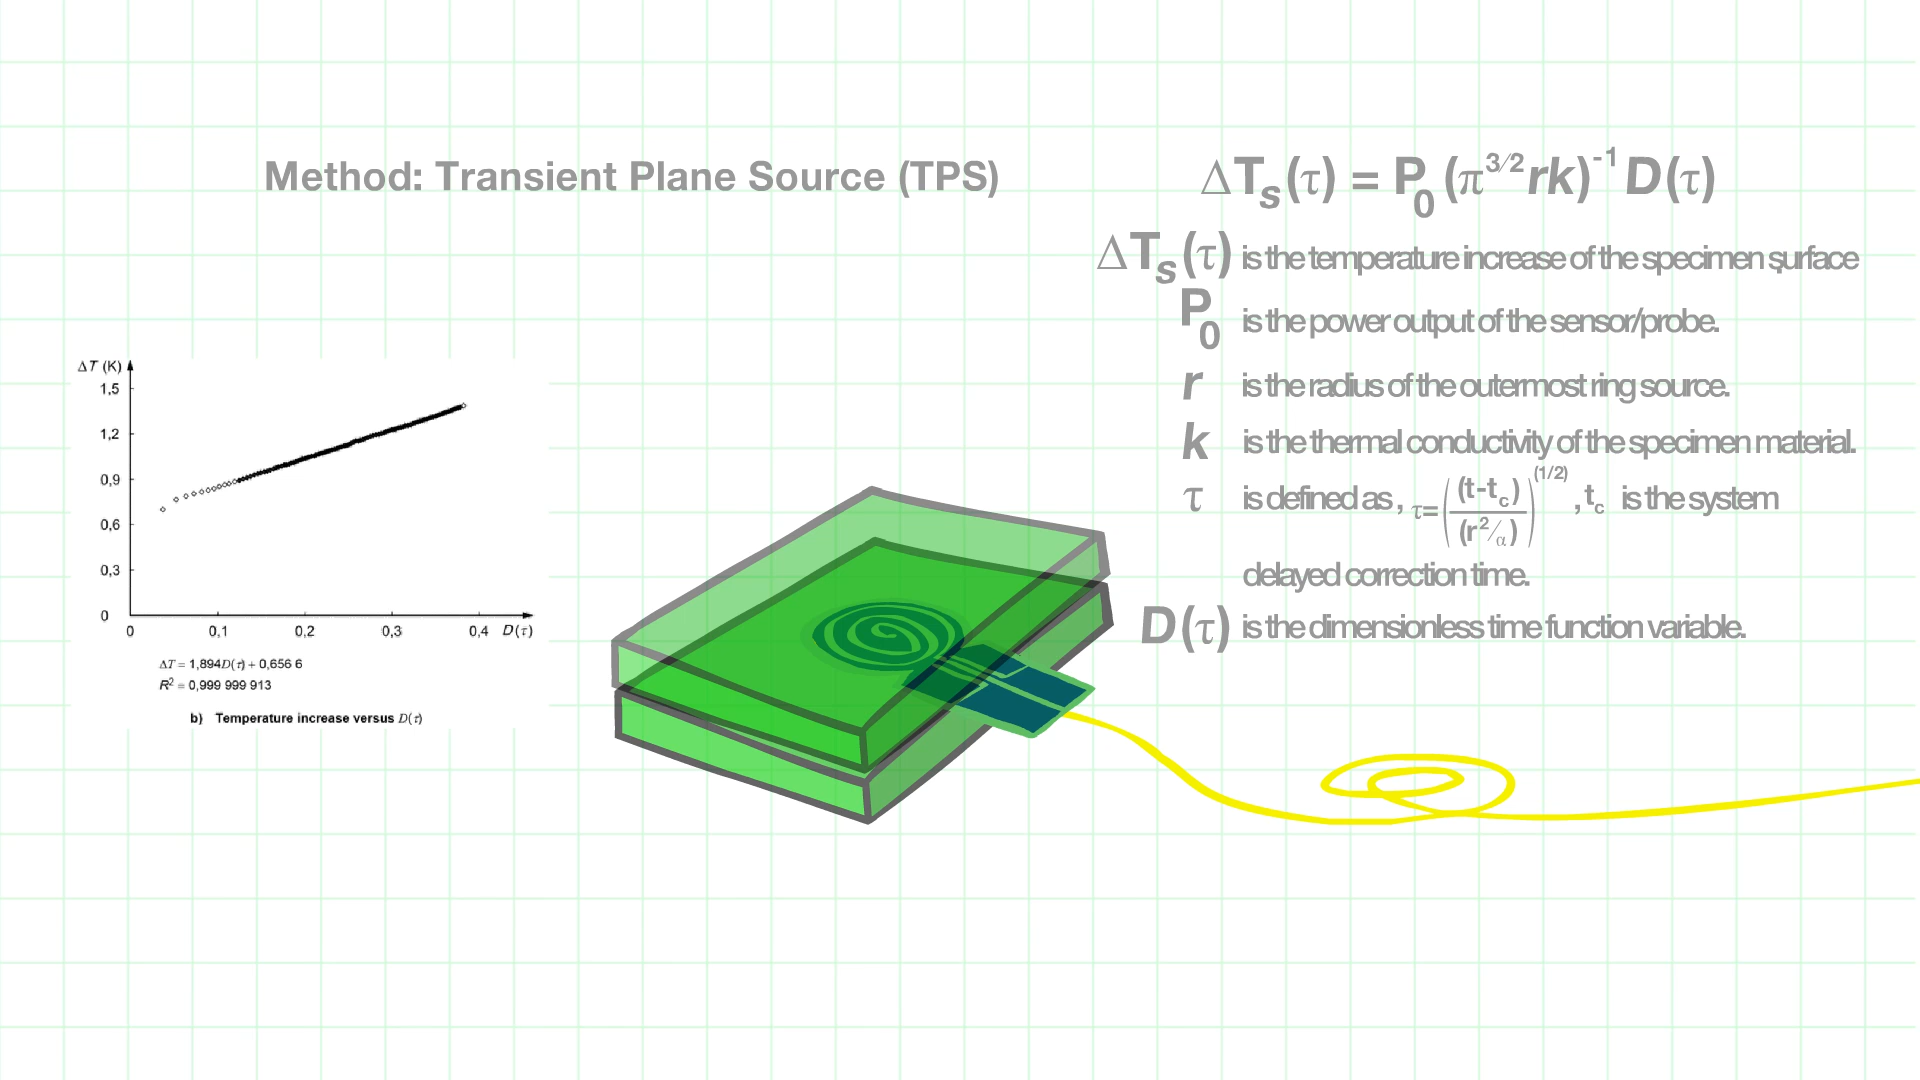 Method: Transient Plane Source (TPS)
ΔTs(τ) = P0(π^3/2 rk)^-1 D(τ)
ΔTs(τ) is the temperature increase of the specimen surface,
P0 is the power output of the sensor/probe.
r is the radius of the outermost ring source.
k is the thermal conductivity of the specimen material.
τ is defined as, τ=((t-tc)/(r²/α))^(1/2), tc is the system
delayed correction time.
D(τ) is the dimensionless time function variable.
ΔT (K)
1,5
1,2
0,9
0,6
0,3
0
0 0,1 0,2 0,3 0,4 D(τ)
ΔT = 1,894D(τ) + 0,656 6
R² = 0,999 999 913
b) Temperature increase versus D(τ)